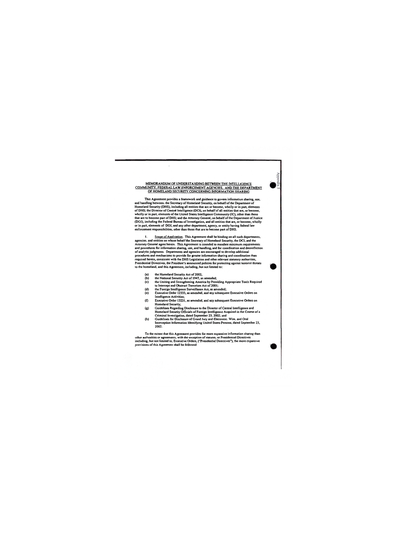 MEMORANDUM OF UNDERSTANDING BETWEEN THE INTELLIGENCE
COMMUNITY, FEDERAL LAW ENFORCEMENT AGENCIES, AND THE DEPARTMENT
OF HOMELAND SECURITY CONCERNING INFORMATION SHARING
This Agreement provides a framework and guidance to govern information sharing, use,
and handling between the Secretary of Homeland Security, on behalf of the Department of
Homeland Security (DHS), including all entities that are or become, wholly or in part, elements
of DHS; the Director of Central Intelligence (DCI), on behalf of all entities that are, or become,
wholly or in part, elements of the United States Intelligence Community (IC), other than those
that are or become part of DHS; and the Attorney General, on behalf of the Department of Justice
(DOJ), including the Federal Bureau of Investigation, and all entities that are, or become, wholly
or in part, elements of DOJ, and any other department, agency, or entity having federal law
enforcement responsibilities, other than those that are or become part of DHS.
1. Scope of Application. This Agreement shall be binding on all such departments,
agencies, and entities on whose behalf the Secretary of Homeland Security, the DCI, and the
Attorney General agree herein. This Agreement is intended to mandate minimum requirements
and procedures for information sharing, use, and handling, and for coordination and deconfliction
of analytic judgments. Departments and agencies are encouraged to develop additional
procedures and mechanisms to provide for greater information sharing and coordination than
required herein, consistent with the DHS Legislation and other relevant statutory authorities,
Presidential Directives, the President's announced policies for protecting against terrorist threats
to the homeland, and this Agreement, including, but not limited to:
(a) the Homeland Security Act of 2002;
(b) the National Security Act of 1947, as amended;
(c) the Uniting and Strengthening America by Providing Appropriate Tools Required
to Intercept and Obstruct Terrorism Act of 2001;
(d) the Foreign Intelligence Surveillance Act, as amended;
(e) Executive Order 12333, as amended, and any subsequent Executive Orders on
Intelligence Activities;
(f) Executive Order 13231, as amended, and any subsequent Executive Orders on
Homeland Security;
(g) Guidelines Regarding Disclosure to the Director of Central Intelligence and
Homeland Security Officials of Foreign Intelligence Acquired in the Course of a
Criminal Investigation, dated September 23, 2002; and
(h) Guidelines for Disclosure of Grand Jury and Electronic, Wire, and Oral
Interception Information Identifying United States Persons, dated September 23,
2002.
To the extent that this Agreement provides for more expansive information sharing than
other authorities or agreements, with the exception of statutes, or Presidential Directives
including, but not limited to, Executive Orders, ("Presidential Directives"), the more expansive
provisions of this Agreement shall be followed.